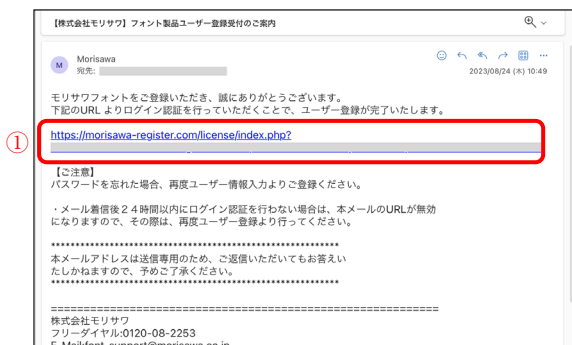 【株式会社モリサワ】フォント製品ユーザー登録受付のご案内
M
Morisawa
宛先:
2023/08/24 (木) 10:49
モリサワフォントをご登録いただき、誠にありがとうございます。
下記のURL よりログイン認証を行っていただくことで、ユーザー登録が完了いたします。
①
https://morisawa-register.com/license/index.php?
【ご注意】
パスワードを忘れた場合、再度ユーザー情報入力よりご登録ください。
・メール着信後２４時間以内にログイン認証を行わない場合は、本メールのURLが無効
になりますので、その際は、再度ユーザー登録より行ってください。
************************************************************
本メールアドレスは送信専用のため、ご返信いただいてもお答えい
たしかねますので、予めご了承ください。
************************************************************
========================================================
株式会社モリサワ
フリーダイヤル:0120-08-2253
E-Mail:font-support@morisawa.co.jp